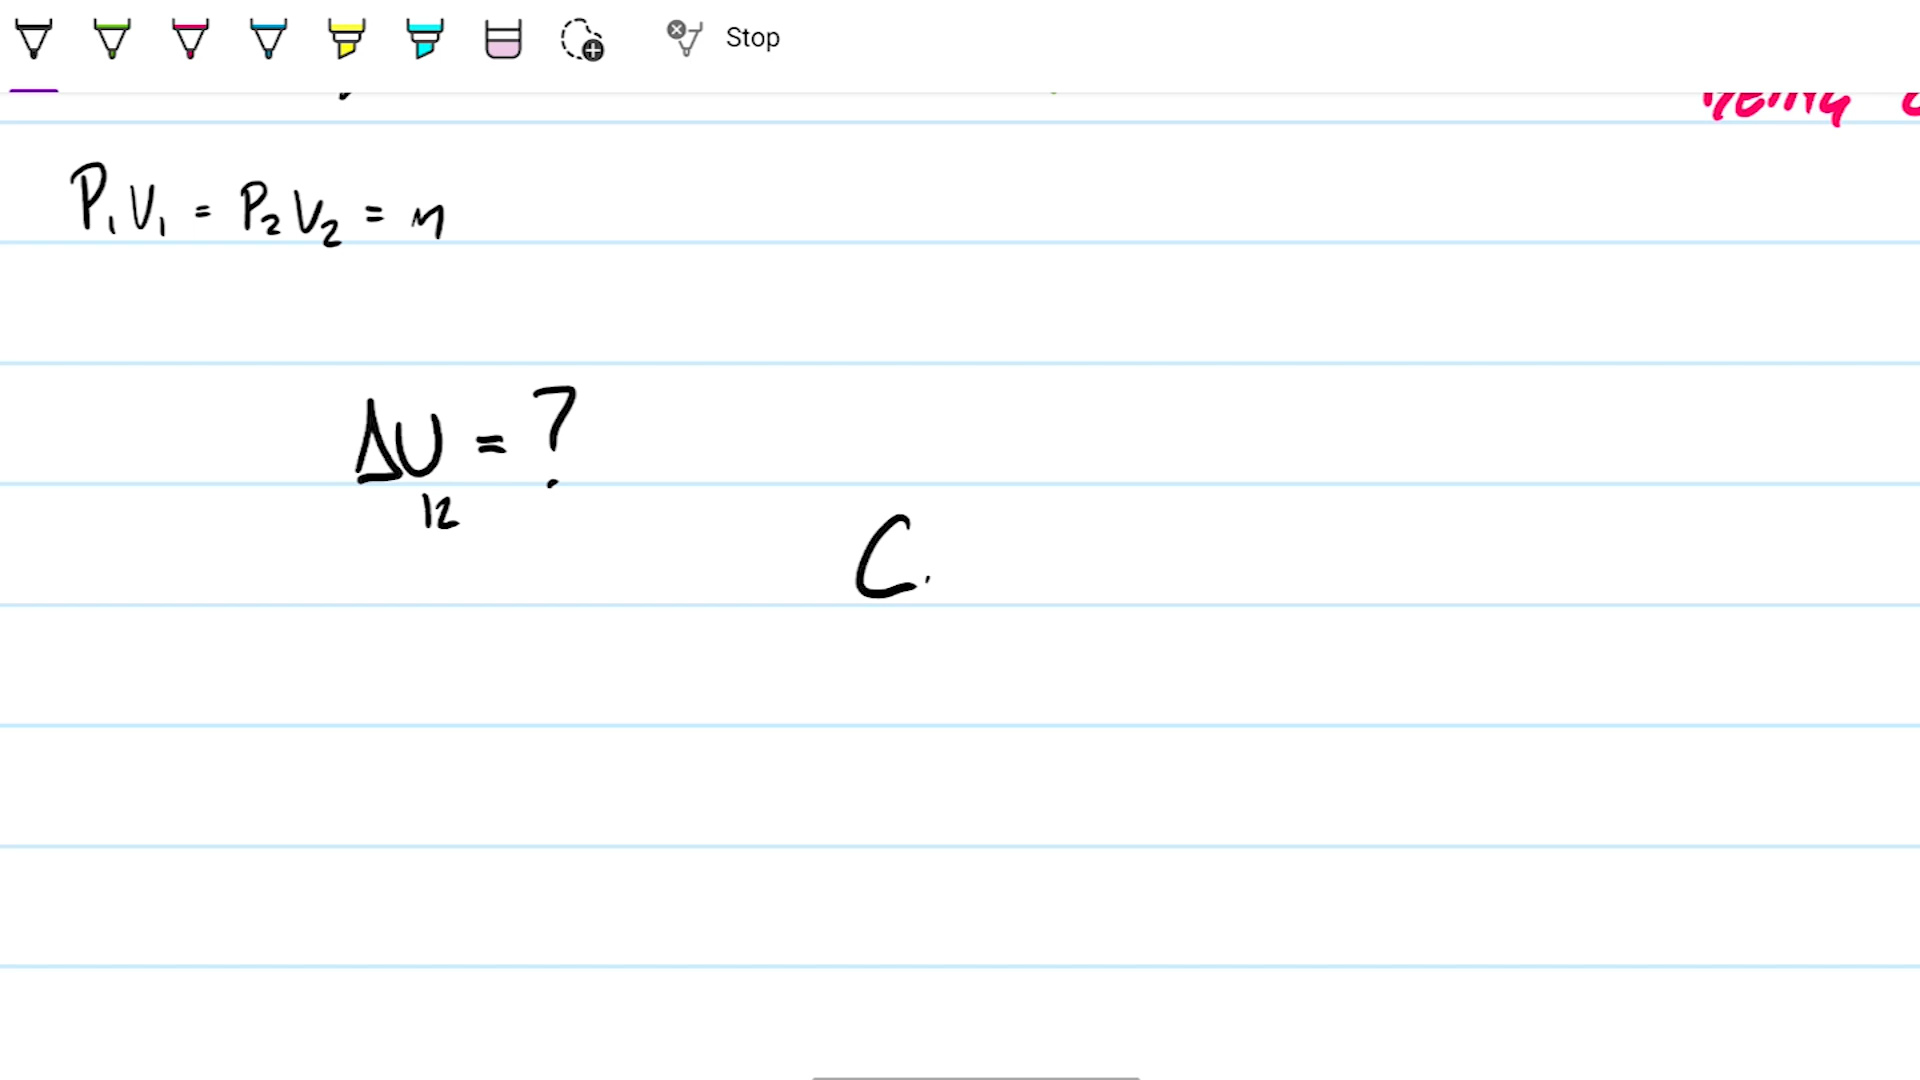 Stop
P₁V₁ = P₂V₂ = m
ΔU₁₂ = ?
C